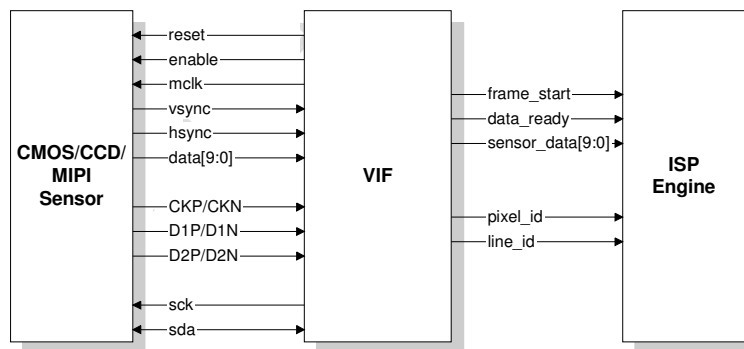 reset
enable
mclk
vsync
hsync
data[9:0]
CKP/CKN
D1P/D1N
D2P/D2N
sck
sda
CMOS/CCD/
MIPI
Sensor
VIF
frame_start
data_ready
sensor_data[9:0]
pixel_id
line_id
ISP
Engine